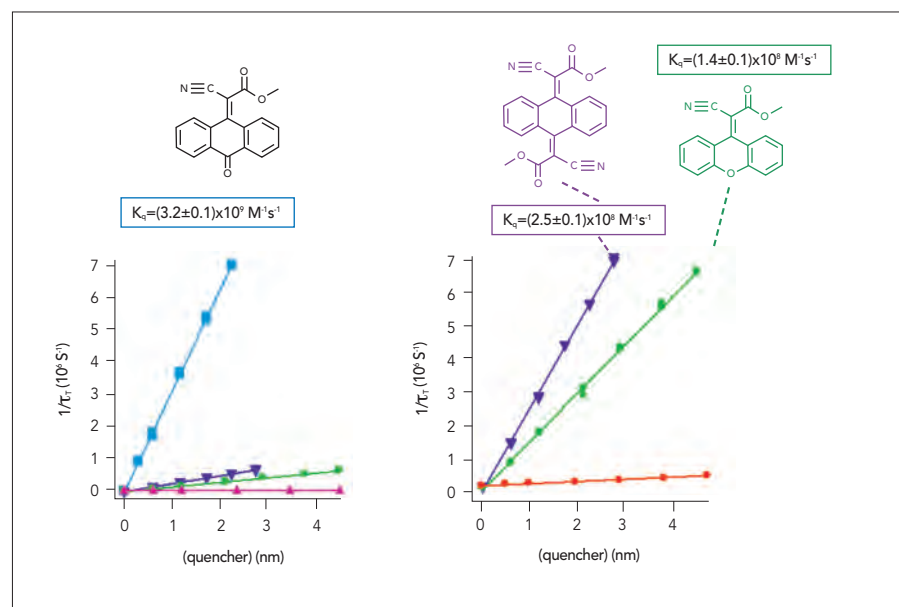 N
C
O
O
O
Kq=(3.2±0.1)x10⁹ M⁻¹s⁻¹
N
C
O
O
O
O
C
N
Kq=(2.5±0.1)x10⁸ M⁻¹s⁻¹
Kq=(1.4±0.1)x10⁸ M⁻¹s⁻¹
N
C
O
O
O
1/τT (10⁶ S⁻¹)
7
6
5
4
3
2
1
0
0 1 2 3 4
(quencher) (nm)
1/τT (10⁶ S⁻¹)
7
6
5
4
3
2
1
0
0 1 2 3 4
(quencher) (nm)